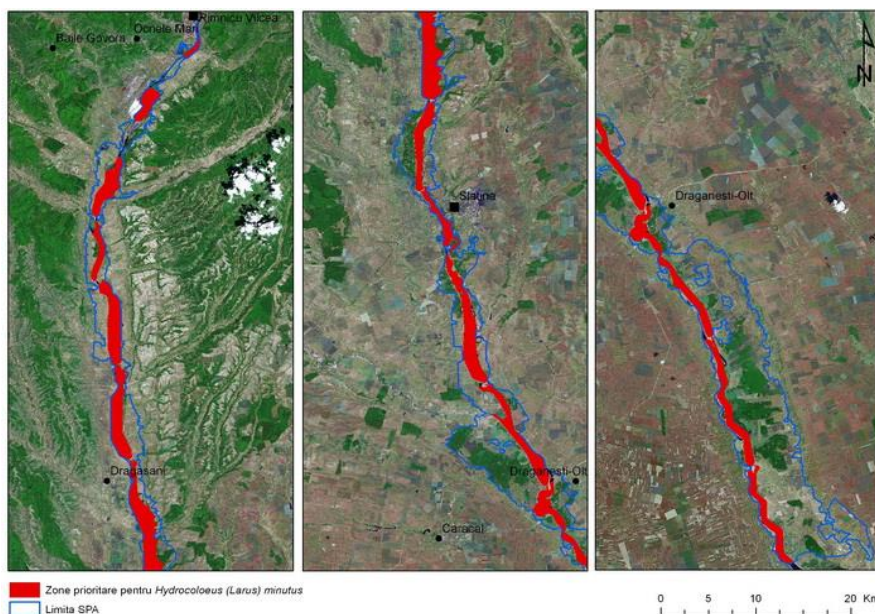 Rimnicu Vilcea
Ocnele Mari
Baile Govora
Dragasani
Slatina
Draganesti-Olt
Caracal
Draganesti-Olt
N
Zone prioritare pentru Hydrocoloeus (Larus) minutus
Limita SPA
0 5 10 20 Km